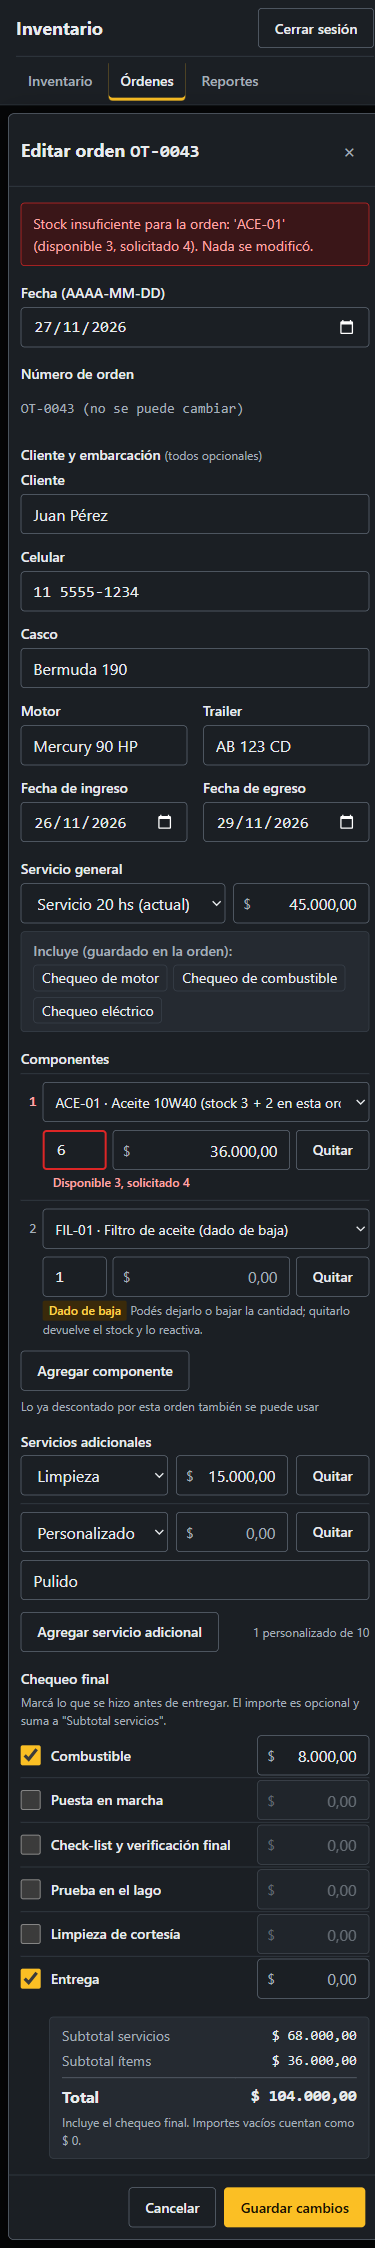 Inventario
Cerrar sesión
Inventario
Órdenes
Reportes
Editar orden OT-0043
×
Stock insuficiente para la orden: 'ACE-01'
(disponible 3, solicitado 4). Nada se modificó.
Fecha (AAAA-MM-DD)
27/11/2026
Número de orden
OT-0043 (no se puede cambiar)
Cliente y embarcación (todos opcionales)
Cliente
Juan Pérez
Celular
11 5555-1234
Casco
Bermuda 190
Motor
Trailer
Mercury 90 HP
AB 123 CD
Fecha de ingreso
Fecha de egreso
26/11/2026
29/11/2026
Servicio general
Servicio 20 hs (actual)
$ 45.000,00
Incluye (guardado en la orden):
Chequeo de motor
Chequeo de combustible
Chequeo eléctrico
Componentes
1
ACE-01 · Aceite 10W40 (stock 3 + 2 en esta ord
6
$ 36.000,00
Quitar
Disponible 3, solicitado 4
2
FIL-01 · Filtro de aceite (dado de baja)
1
$ 0,00
Quitar
Dado de baja Podés dejarlo o bajar la cantidad; quitarlo
devuelve el stock y lo reactiva.
Agregar componente
Lo ya descontado por esta orden también se puede usar
Servicios adicionales
Limpieza
$ 15.000,00
Quitar
Personalizado
$ 0,00
Quitar
Pulido
Agregar servicio adicional
1 personalizado de 10
Chequeo final
Marcá lo que se hizo antes de entregar. El importe es opcional y
suma a "Subtotal servicios".
Combustible
$ 8.000,00
Puesta en marcha
$ 0,00
Check-list y verificación final
$ 0,00
Prueba en el lago
$ 0,00
Limpieza de cortesía
$ 0,00
Entrega
$ 0,00
Subtotal servicios
$ 68.000,00
Subtotal ítems
$ 36.000,00
Total
$ 104.000,00
Incluye el chequeo final. Importes vacíos cuentan como
$ 0.
Cancelar
Guardar cambios